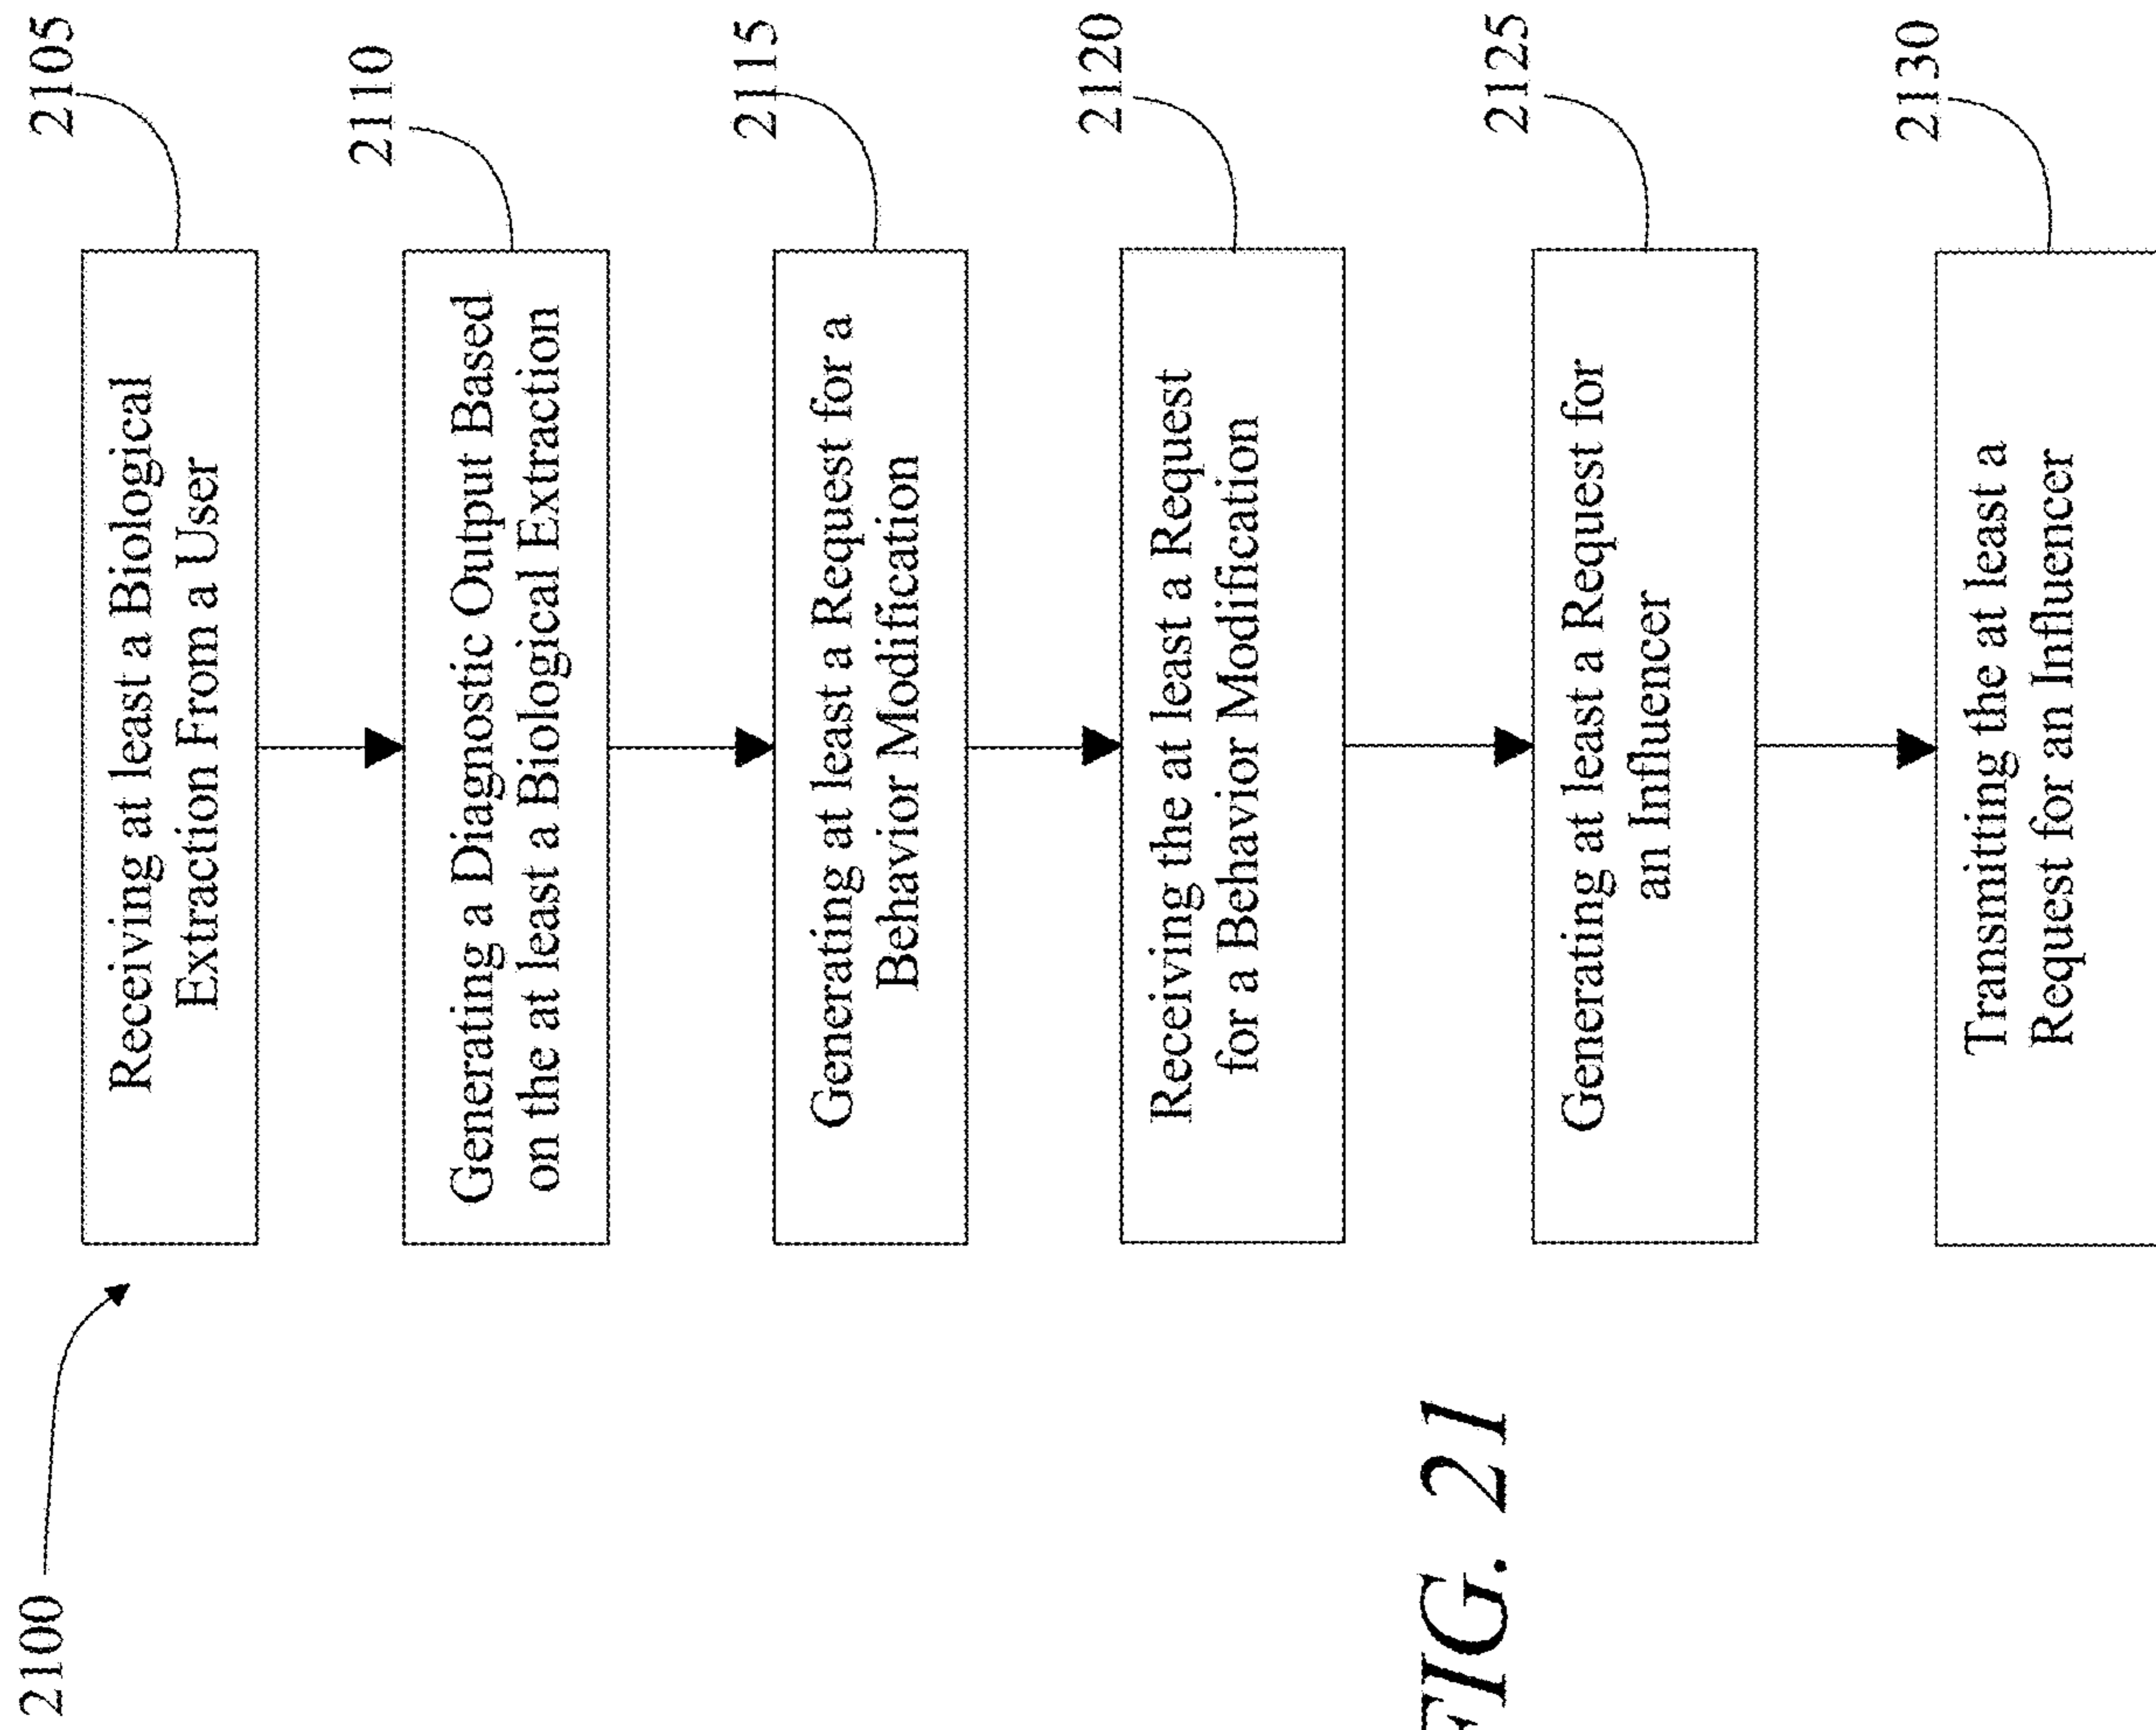 2100
2105
Receiving at least a Biological
Extraction From a User
2110
Generating a Diagnostic Output Based
on the at least a Biological Extraction
2115
Generating at least a Request for a
Behavior Modification
2120
Receiving the at least a Request
for a Behavior Modification
2125
Generating at least a Request for
an Influencer
2130
Transmitting the at least a
Request for an Influencer
FIG. 21